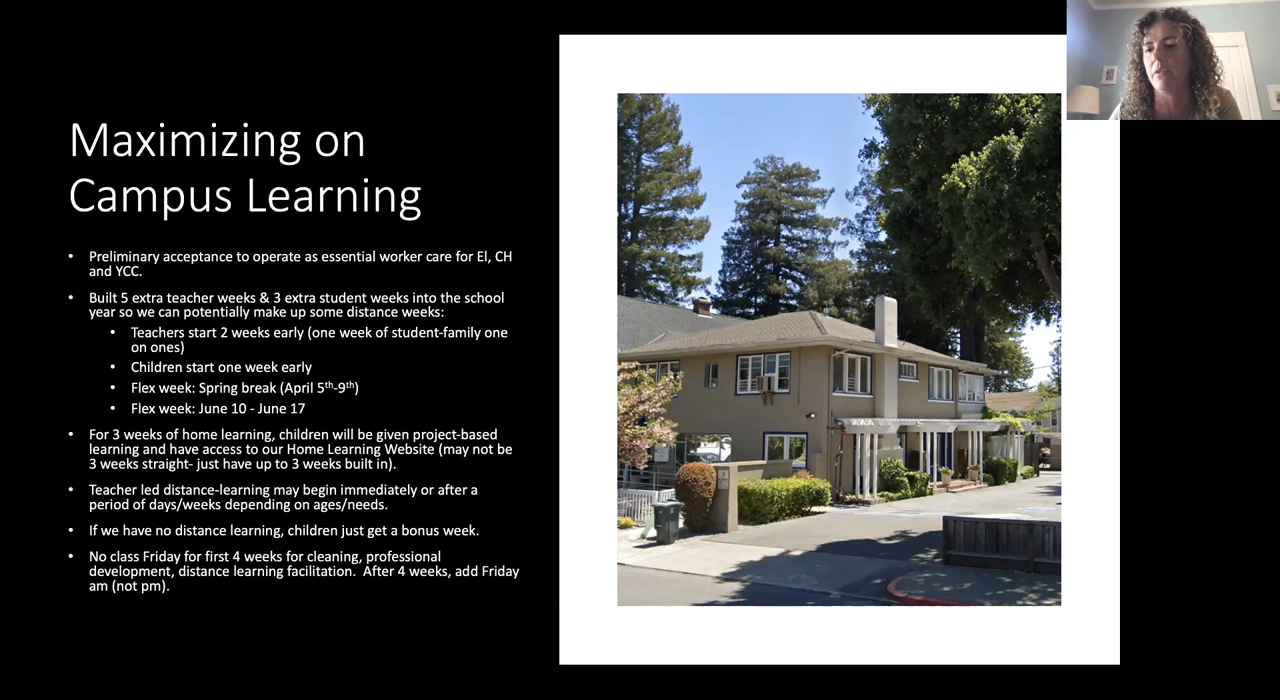 Maximizing on
Campus Learning
• Preliminary acceptance to operate as essential worker care for El, CH
and YCC.
• Built 5 extra teacher weeks & 3 extra student weeks into the school
year so we can potentially make up some distance weeks:
• Teachers start 2 weeks early (one week of student-family one
on ones)
• Children start one week early
• Flex week: Spring break (April 5th-9th)
• Flex week: June 10 - June 17
• For 3 weeks of home learning, children will be given project-based
learning and have access to our Home Learning Website (may not be
3 weeks straight- just have up to 3 weeks built in).
• Teacher led distance-learning may begin immediately or after a
period of days/weeks depending on ages/needs.
• If we have no distance learning, children just get a bonus week.
• No class Friday for first 4 weeks for cleaning, professional
development, distance learning facilitation.  After 4 weeks, add Friday
am (not pm).